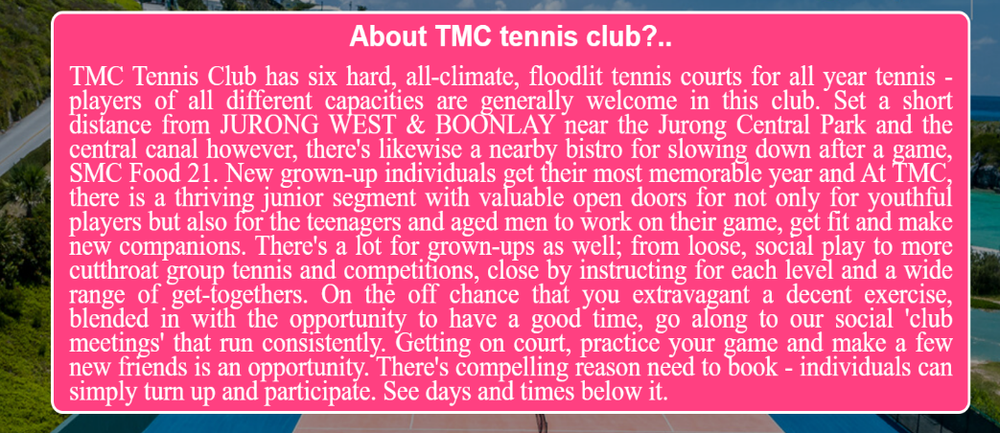 About TMC tennis club?..
TMC Tennis Club has six hard, all-climate, floodlit tennis courts for all year tennis -
players of all different capacities are generally welcome in this club. Set a short
distance from JURONG WEST & BOONLAY near the Jurong Central Park and the
central canal however, there's likewise a nearby bistro for slowing down after a game,
SMC Food 21. New grown-up individuals get their most memorable year and At TMC,
there is a thriving junior segment with valuable open doors for not only for youthful
players but also for the teenagers and aged men to work on their game, get fit and make
new companions. There's a lot for grown-ups as well; from loose, social play to more
cutthroat group tennis and competitions, close by instructing for each level and a wide
range of get-togethers. On the off chance that you extravagant a decent exercise,
blended in with the opportunity to have a good time, go along to our social 'club
meetings' that run consistently. Getting on court, practice your game and make a few
new friends is an opportunity. There's compelling reason need to book - individuals can
simply turn up and participate. See days and times below it.